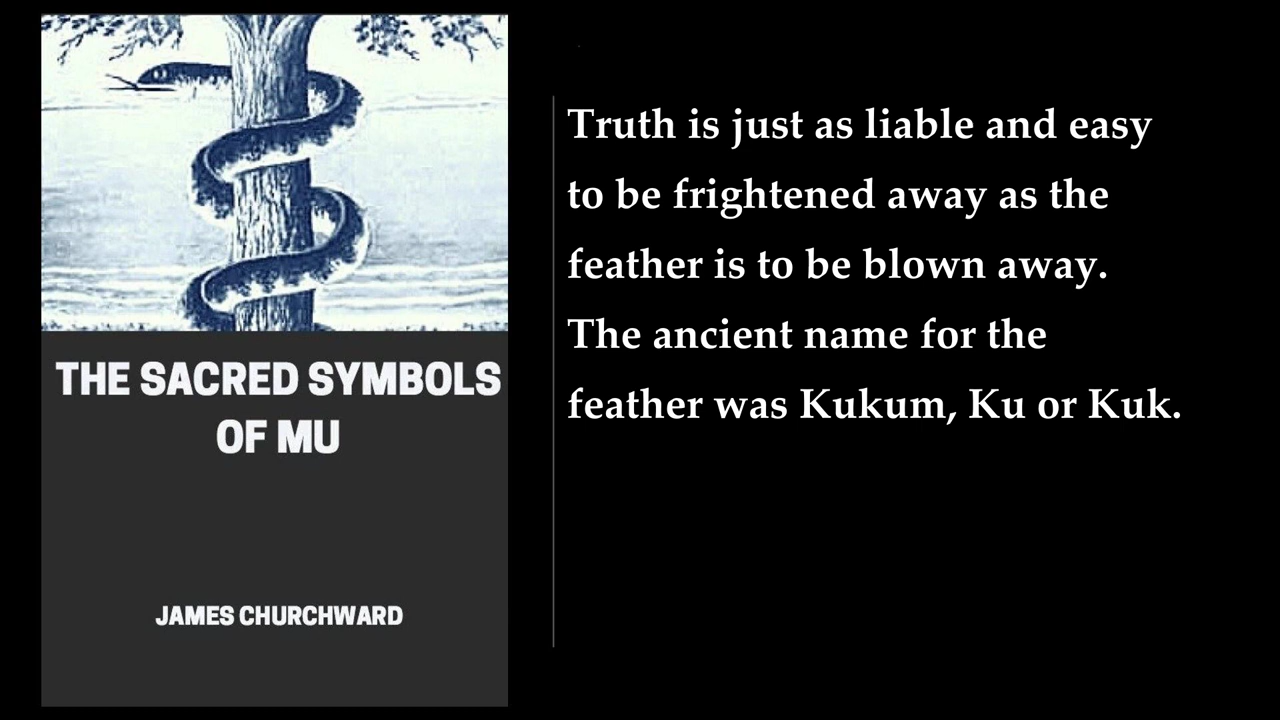 THE SACRED SYMBOLS
OF MU
JAMES CHURCHWARD
Truth is just as liable and easy
to be frightened away as the
feather is to be blown away.
The ancient name for the
feather was Kukum, Ku or Kuk.